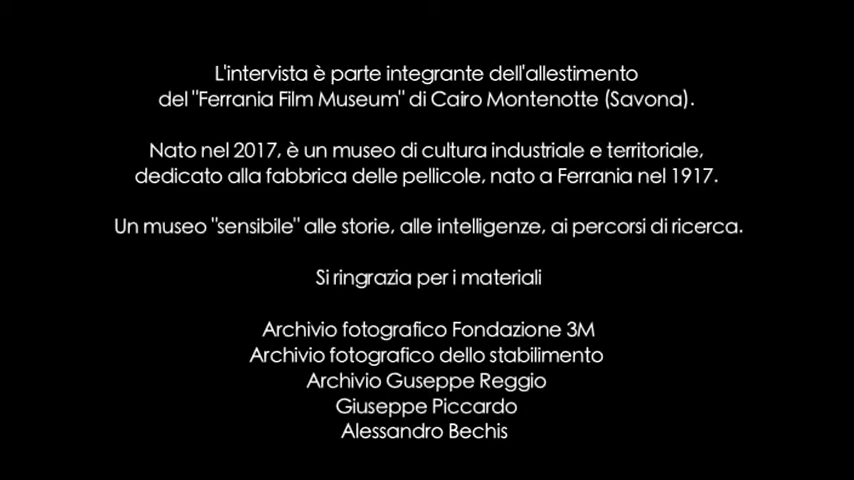 L'intervista è parte integrante dell'allestimento
del "Ferrania Film Museum" di Cairo Montenotte (Savona).
Nato nel 2017, è un museo di cultura industriale e territoriale,
dedicato alla fabbrica delle pellicole, nato a Ferrania nel 1917.
Un museo "sensibile" alle storie, alle intelligenze, ai percorsi di ricerca.
Si ringrazia per i materiali
Archivio fotografico Fondazione 3M
Archivio fotografico dello stabilimento
Archivio Guseppe Reggio
Giuseppe Piccardo
Alessandro Bechis